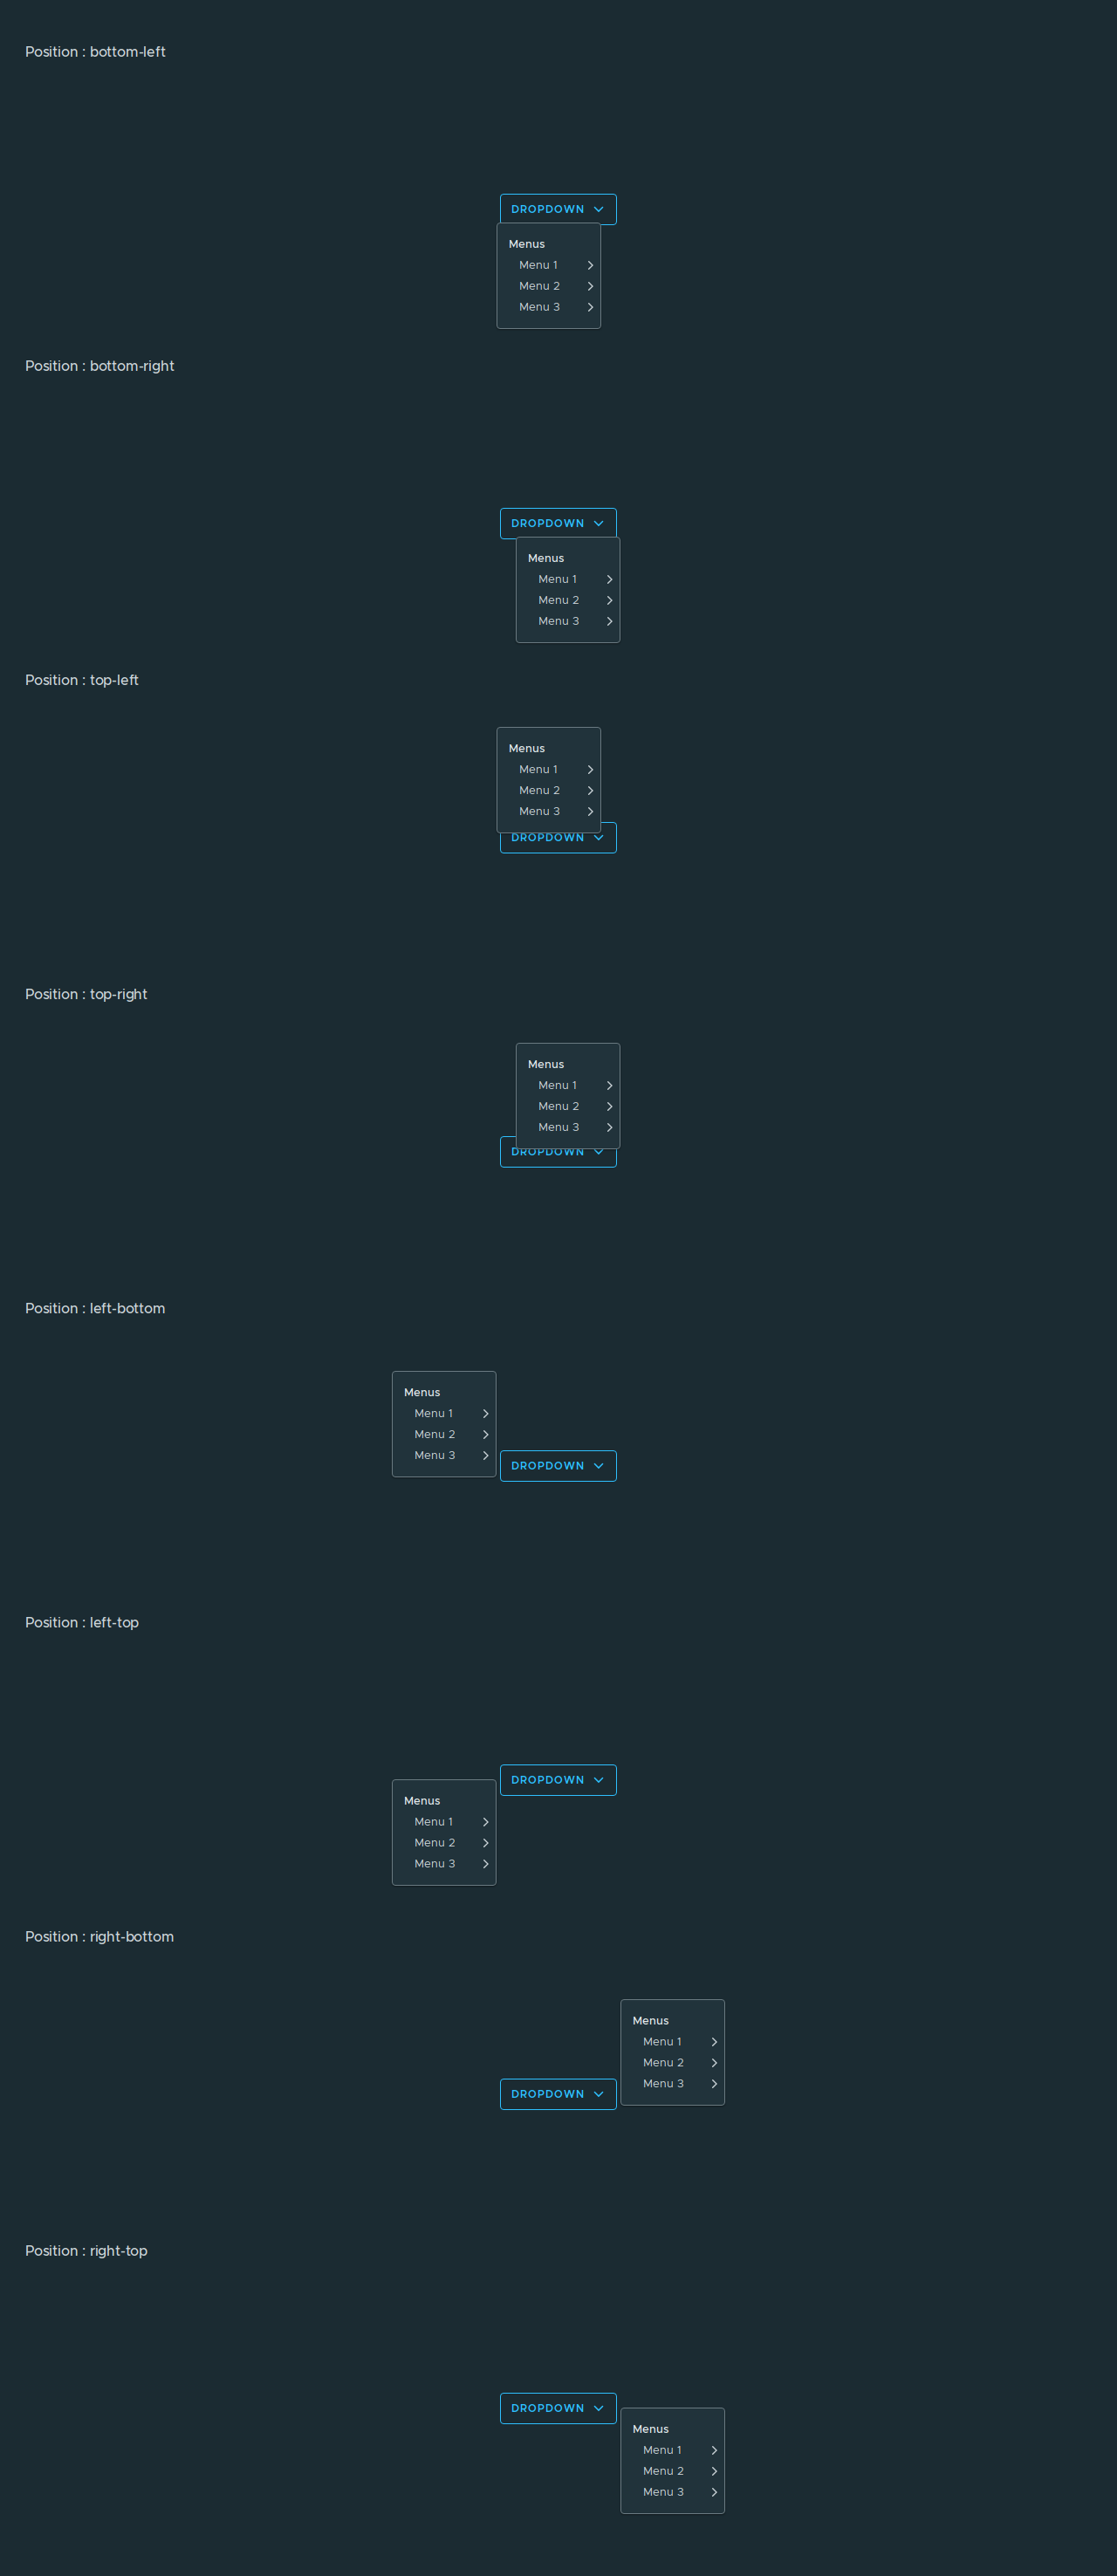 Position : bottom-left
DROPDOWN
Menus
Menu 1
Menu 2
Menu 3
Position : bottom-right
DROPDOWN
Menus
Menu 1
Menu 2
Menu 3
Position : top-left
Menus
Menu 1
Menu 2
Menu 3
DROPDOWN
Position : top-right
Menus
Menu 1
Menu 2
Menu 3
DROPDOWN
Position : left-bottom
Menus
Menu 1
Menu 2
Menu 3
DROPDOWN
Position : left-top
DROPDOWN
Menus
Menu 1
Menu 2
Menu 3
Position : right-bottom
Menus
Menu 1
Menu 2
Menu 3
DROPDOWN
Position : right-top
DROPDOWN
Menus
Menu 1
Menu 2
Menu 3